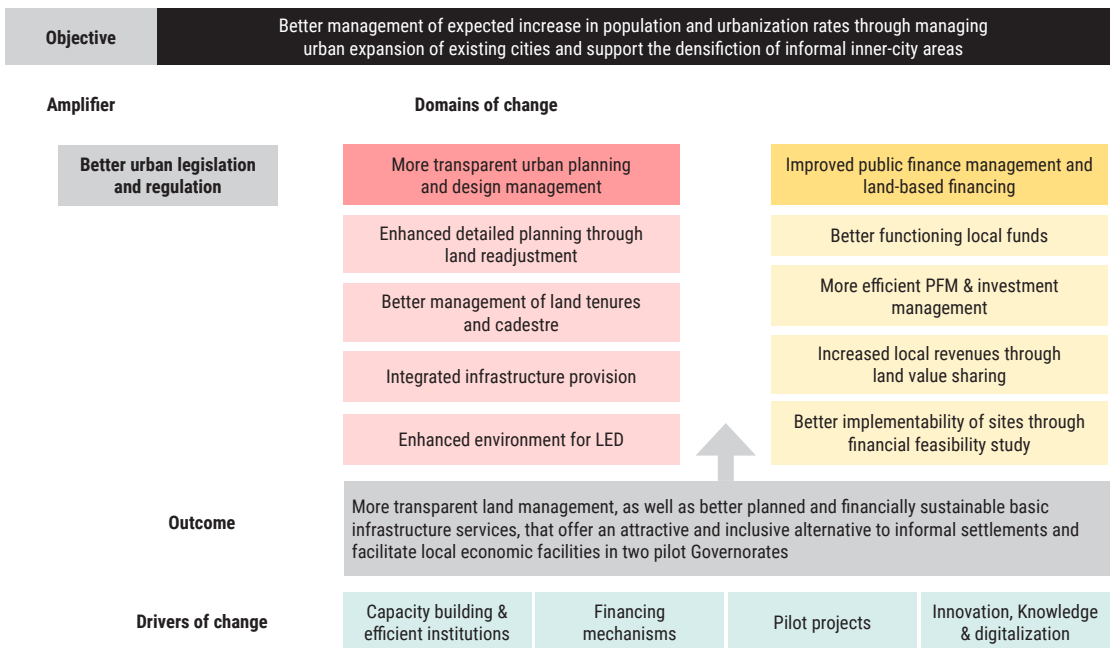 Objective
Better management of expected increase in population and urbanization rates through managing
urban expansion of existing cities and support the densifiction of informal inner-city areas
Amplifier
Domains of change
Better urban legislation
and regulation
More transparent urban planning
and design management
Enhanced detailed planning through
land readjustment
Better management of land tenures
and cadestre
Integrated infrastructure provision
Enhanced environment for LED
Improved public finance management and
land-based financing
Better functioning local funds
More efficient PFM & investment
management
Increased local revenues through
land value sharing
Better implementability of sites through
financial feasibility study
Outcome
More transparent land management, as well as better planned and financially sustainable basic
infrastructure services, that offer an attractive and inclusive alternative to informal settlements and
facilitate local economic facilities in two pilot Governorates
Drivers of change
Capacity building &
efficient institutions
Financing
mechanisms
Pilot projects
Innovation, Knowledge
& digitalization